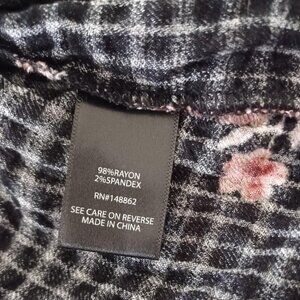 98%RAYON
2%SPANDEX
RN#148862
SEE CARE ON REVERSE
MADE IN CHINA